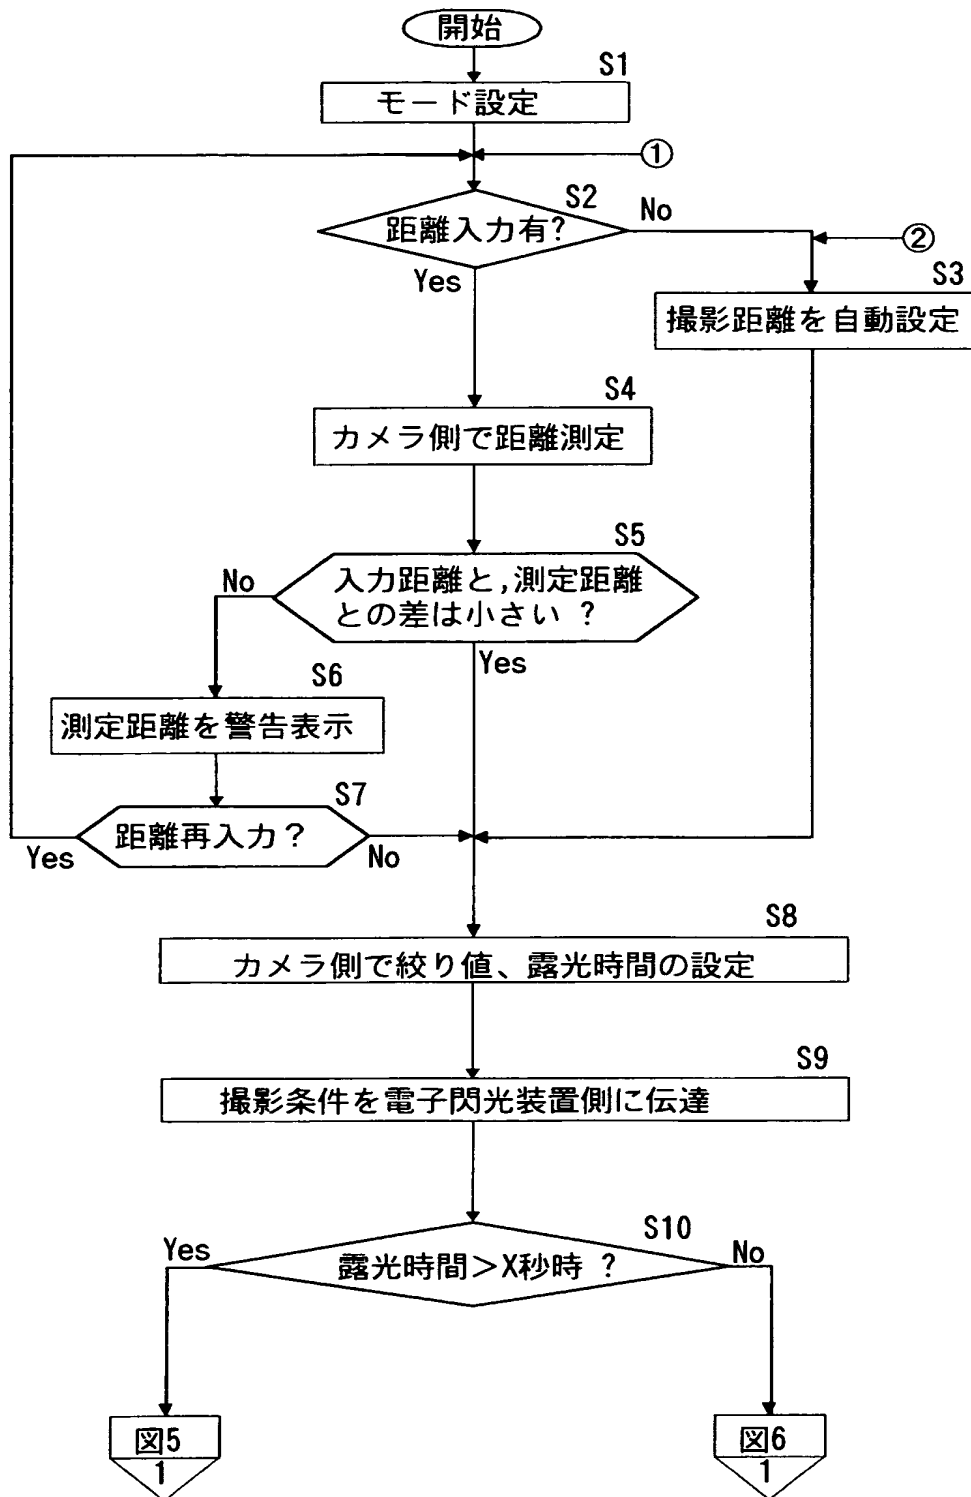 開始
S1
モード設定
①
S2
距離入力有?
No
②
Yes
S3
撮影距離を自動設定
S4
カメラ側で距離測定
S5
No
入力距離と,測定距離
との差は小さい ?
Yes
S6
測定距離を警告表示
S7
距離再入力?
Yes
No
S8
カメラ側で絞り値、露光時間の設定
S9
撮影条件を電子閃光装置側に伝達
S10
Yes
露光時間>X秒時 ?
No
図5
1
図6
1